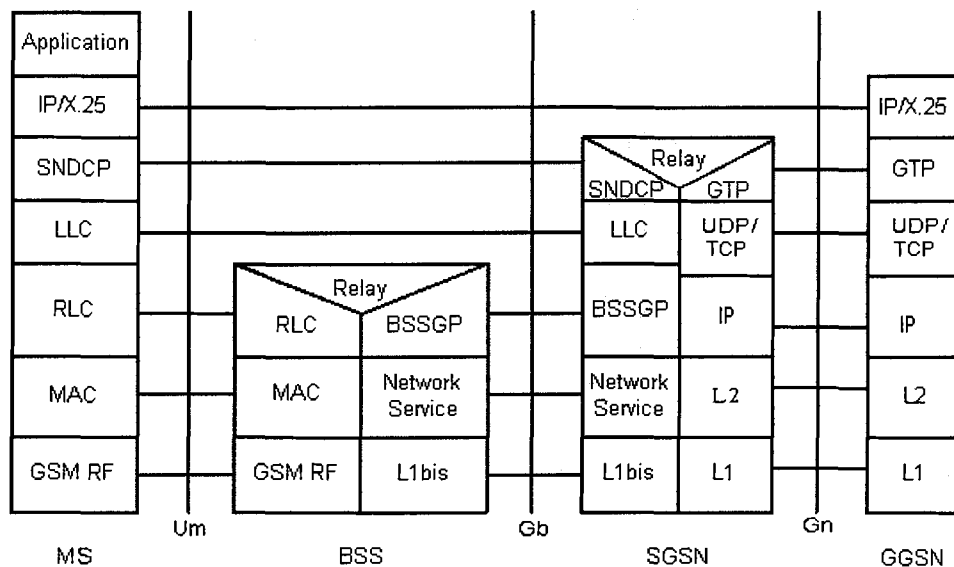 Application
IP/X.25
SNDCP
LLC
RLC
MAC
GSM RF
MS
Um
Relay
RLC
BSSGP
MAC
Network
Service
GSM RF
L1bis
BSS
Gb
Relay
SNDCP
GTP
LLC
UDP/
TCP
BSSGP
IP
Network
Service
L2
L1bis
L1
SGSN
Gn
IP/X.25
GTP
UDP/
TCP
IP
L2
L1
GGSN